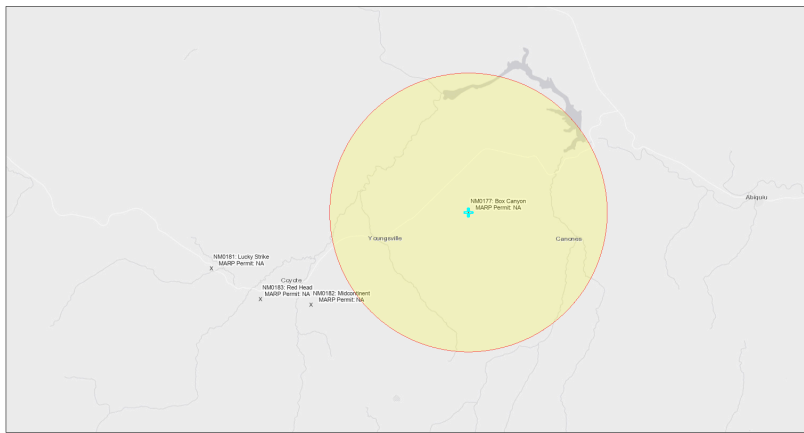 Abiquiu
NM0177: Box Canyon
MARP Permit: NA
Youngsville
Canones
NM0181: Lucky Strike
MARP Permit: NA
X
Coyote
NM0183: Red Head
MARP Permit: NA
X
NM0182: Midcontinent
MARP Permit: NA
X